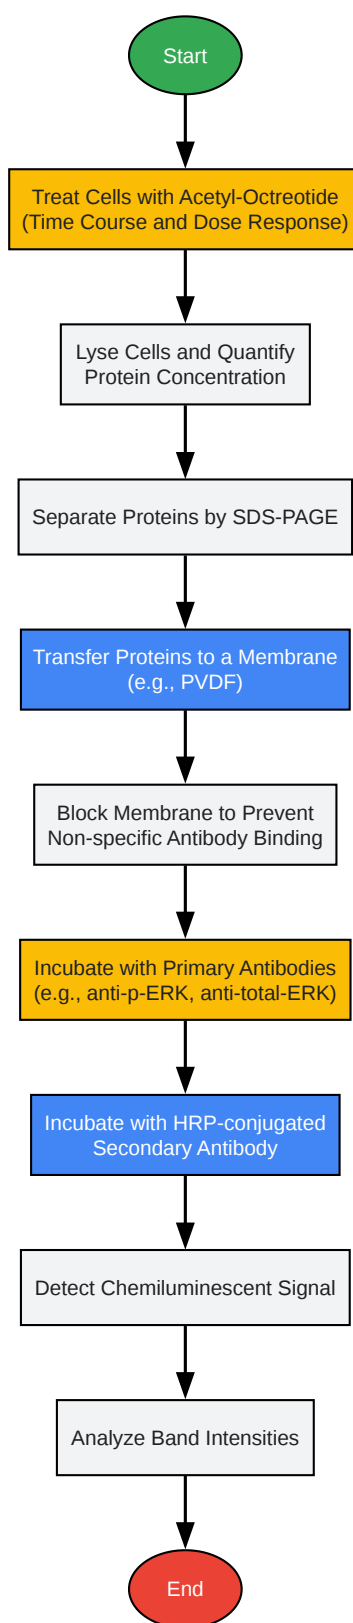 Start
Treat Cells with Acetyl-Octreotide
(Time Course and Dose Response)
Lyse Cells and Quantify
Protein Concentration
Separate Proteins by SDS-PAGE
Transfer Proteins to a Membrane
(e.g., PVDF)
Block Membrane to Prevent
Non-specific Antibody Binding
Incubate with Primary Antibodies
(e.g., anti-p-ERK, anti-total-ERK)
Incubate with HRP-conjugated
Secondary Antibody
Detect Chemiluminescent Signal
Analyze Band Intensities
End